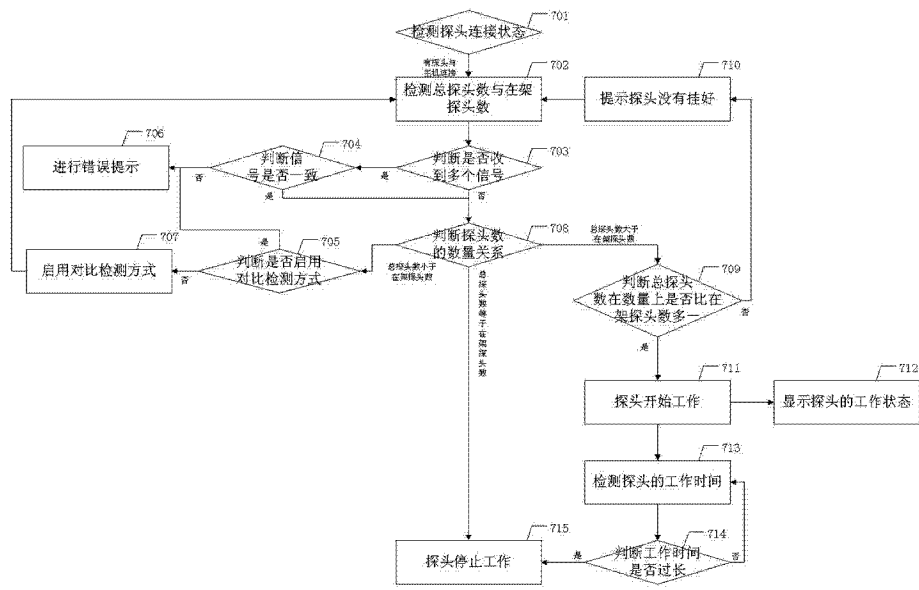 701
检测探头连接状态
有探头与
主机连接
702
检测总探头数与在架
探头数
710
提示探头没有挂好
706
进行错误提示
否
704
判断信
号是否一致
是
是
703
判断是否收
到多个信号
否
707
启用对比检测方式
否
是
705
判断是否启用
对比检测方式
总探头数小于
在架探头数
708
判断探头数
的数量关系
总探头数大于
在架探头数
总探头数等于在架探头数
709
判断总探头
数在数量上是否比在
架探头数多一
否
是
711
探头开始工作
712
显示探头的工作状态
713
检测探头的工作时间
714
判断工作时间
是否过长
否
是
715
探头停止工作